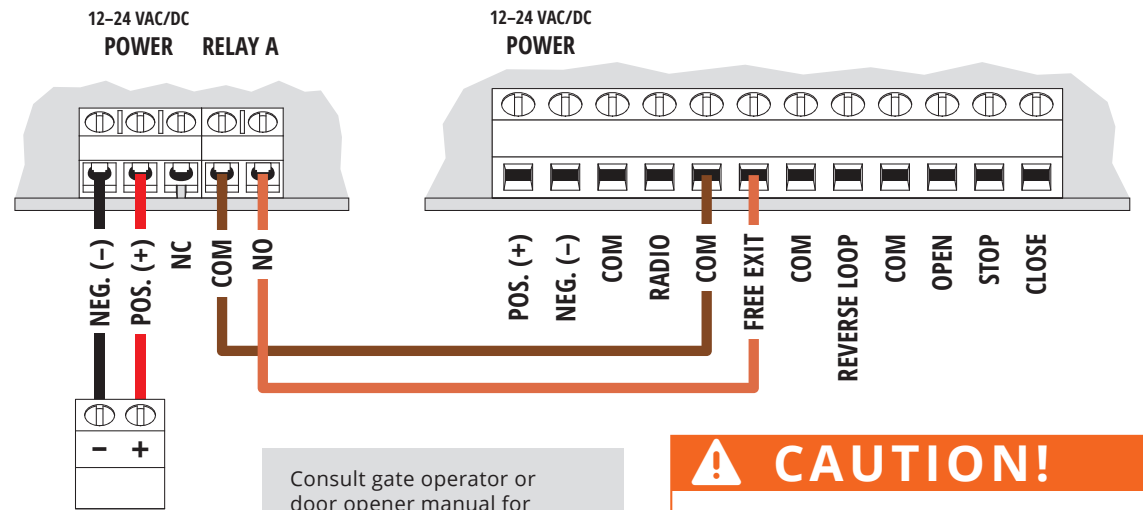 12–24 VAC/DC
POWER RELAY A
NEG. (–)
POS. (+)
NC
COM
NO
– +
12–24 VAC/DC
POWER
POS. (+)
NEG. (–)
COM
RADIO
COM
FREE EXIT
COM
REVERSE LOOP
COM
OPEN
STOP
CLOSE
Consult gate operator or
door opener manual for
CAUTION!